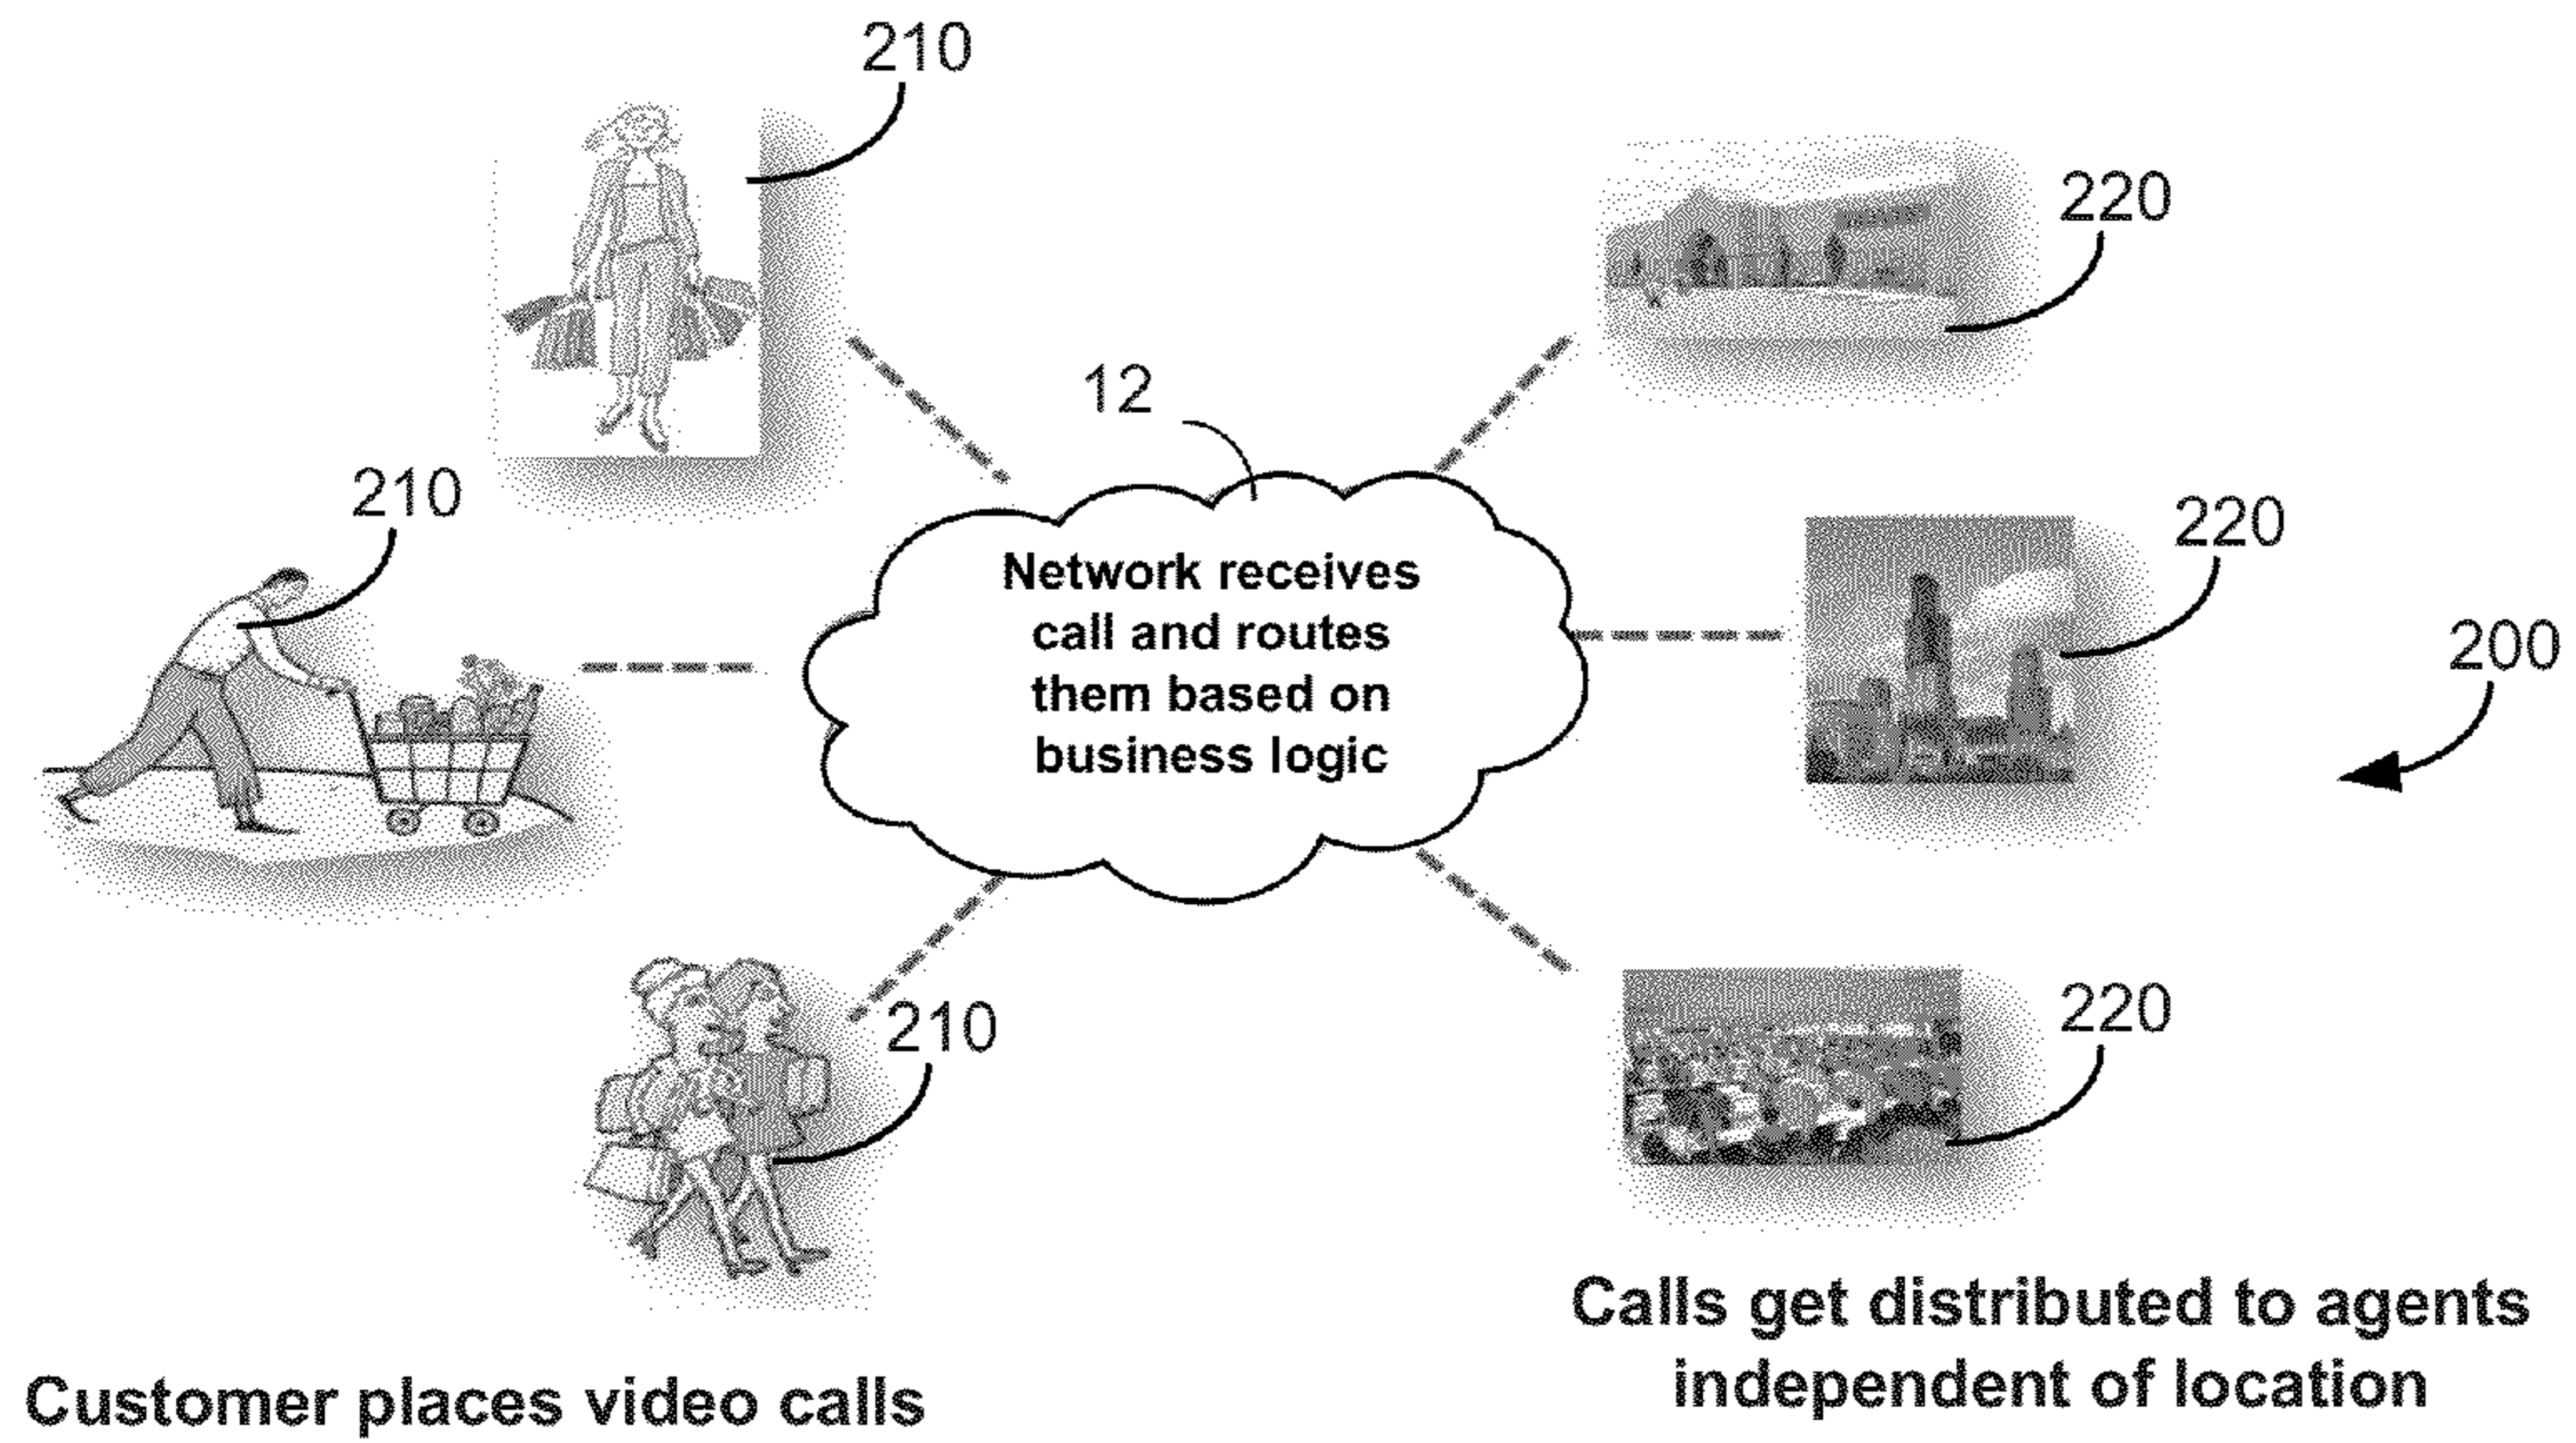 210
220
12
210
220
Network receives
call and routes
them based on
business logic
200
210
220
Calls get distributed to agents
independent of location
Customer places video calls